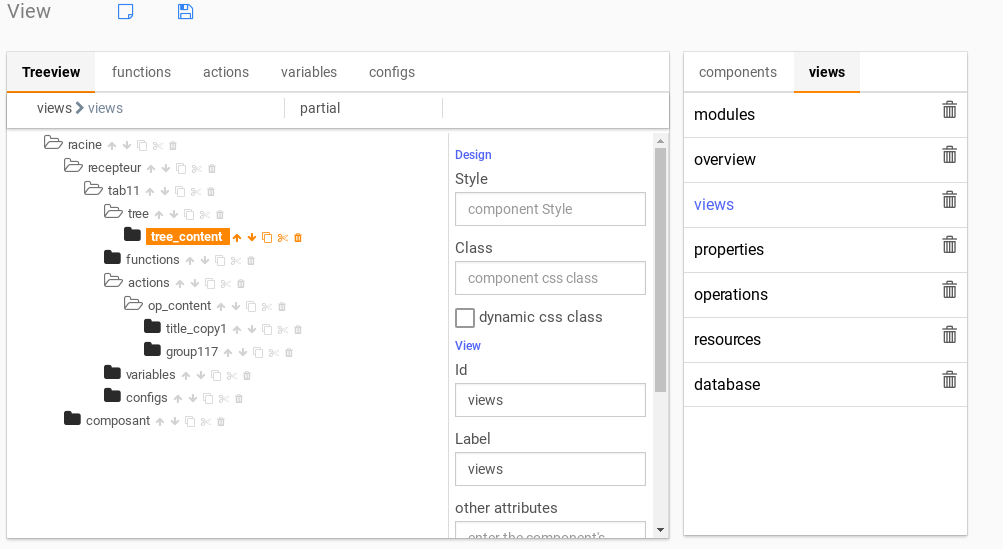 View
Treeview functions actions variables configs
views views partial
racine
recepteur
tab11
tree
tree_content
functions
actions
op_content
title_copy1
group117
variables
configs
composant
Design
Style
component Style
Class
component css class
dynamic css class
View
Id
views
Label
views
other attributes
enter the component's
components views
modules
overview
views
properties
operations
resources
database